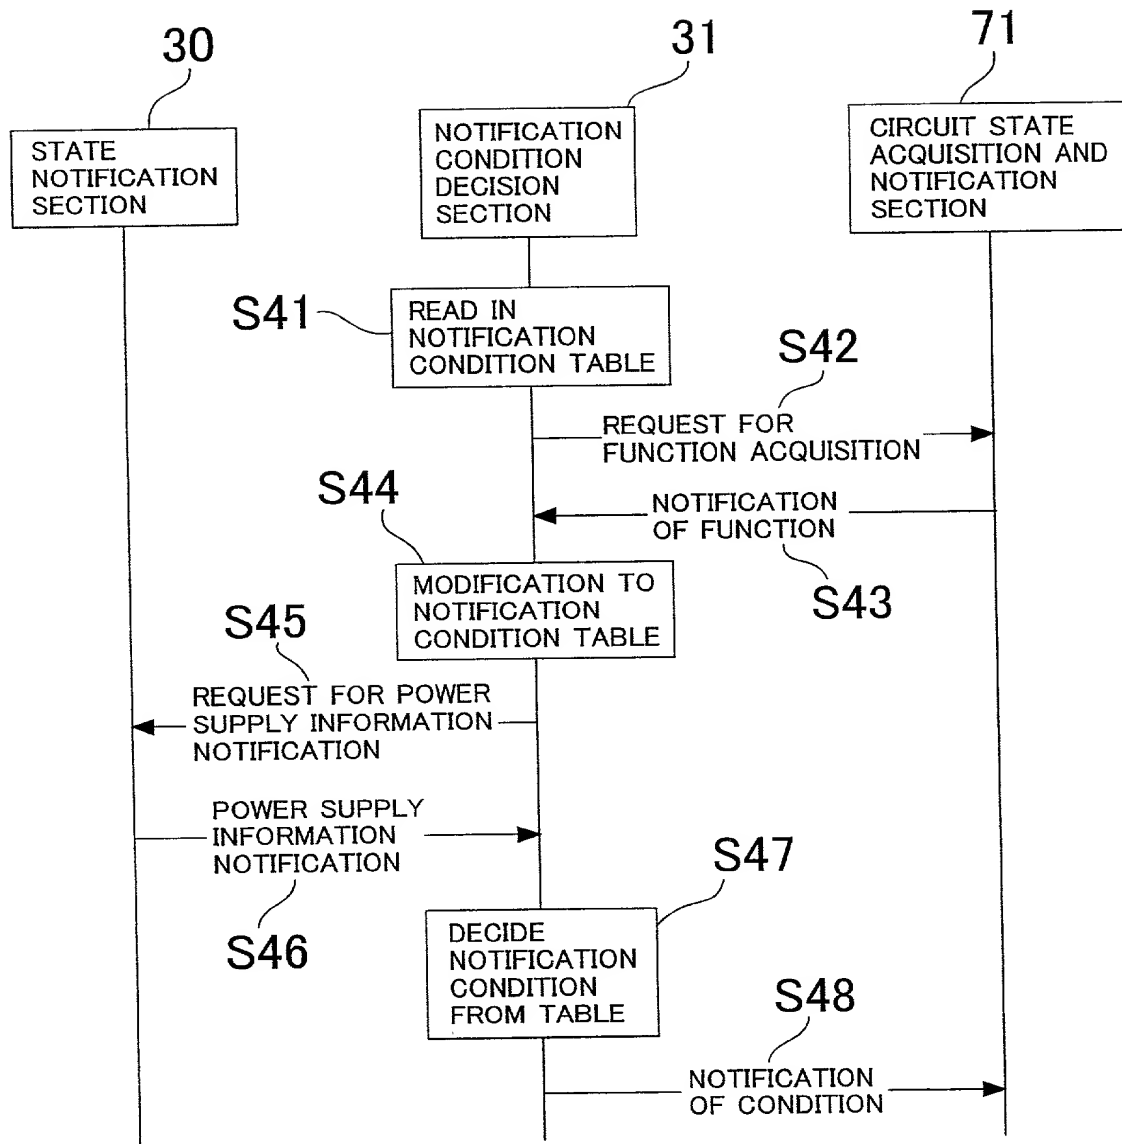 30
31
71
STATE
NOTIFICATION
SECTION
NOTIFICATION
CONDITION
DECISION
SECTION
CIRCUIT STATE
ACQUISITION AND
NOTIFICATION
SECTION
S41
READ IN
NOTIFICATION
CONDITION TABLE
S42
REQUEST FOR
FUNCTION ACQUISITION
S44
NOTIFICATION
OF FUNCTION
S43
MODIFICATION TO
NOTIFICATION
CONDITION TABLE
S45
REQUEST FOR POWER
SUPPLY INFORMATION
NOTIFICATION
POWER SUPPLY
INFORMATION
NOTIFICATION
S46
S47
DECIDE
NOTIFICATION
CONDITION
FROM TABLE
S48
NOTIFICATION
OF CONDITION